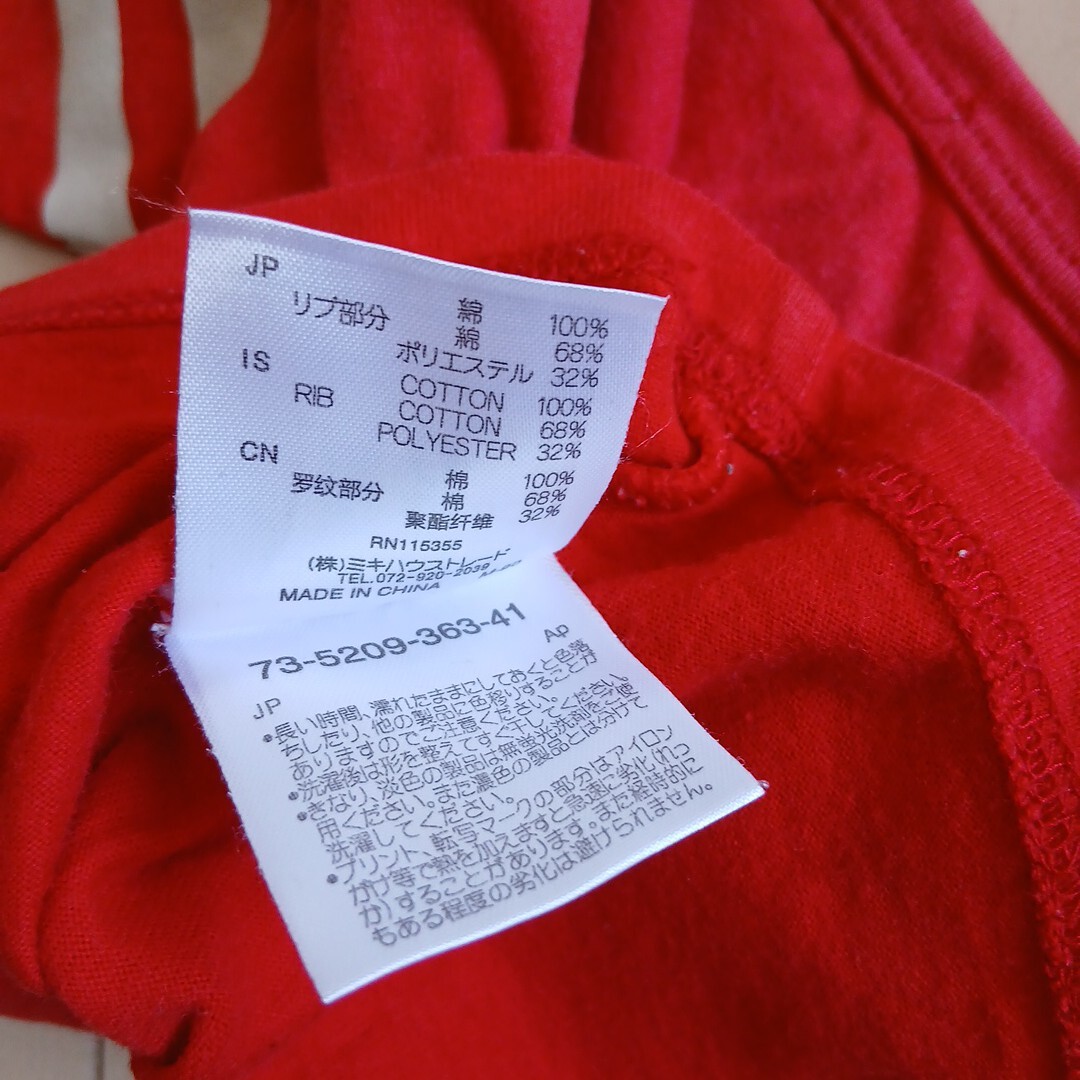 JP
綿 100%
リブ部分 綿 68%
ポリエステル 32%
IS
COTTON 100%
RIB COTTON 68%
POLYESTER 32%
CN
棉 100%
罗纹部分 棉 68%
聚酯纤维 32%
RN115355
(株)ミキハウストレード
TEL.072-920-2039
MADE IN CHINA
73-5209-363-41
AP
JP
•長い時間、濡れたままにしておくと色落
ちしたり、他の製品に色移りすることが
ありますのでご注意ください。
•洗濯後は形を整えてすぐ干してください。
•きなり、淡色の製品は無蛍光洗剤をご使
用ください。また濃色の製品とは分けて
洗濯してください。
•プリント、転写マークの部分はアイロン
がけ等で熱を加えますと急速に劣化(わっ
か)することがあります。また経時的に
もある程度の劣化は避けられません。